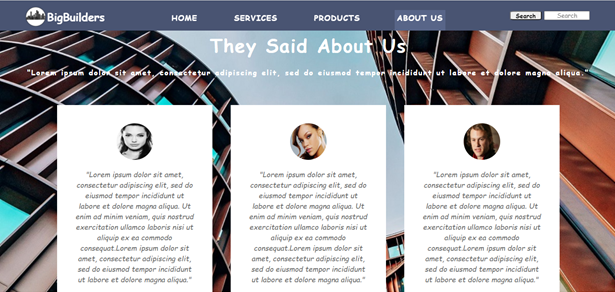 BigBuilders
HOME SERVICES PRODUCTS ABOUT US
Search Search
They Said About Us
"Lorem ipsum dolor sit amet, consectetur adipiscing elit, sed do eiusmod tempor incididunt ut labore et dolore magna aliqua."
"Lorem ipsum dolor sit amet,
consectetur adipiscing elit, sed do
eiusmod tempor incididunt ut
labore et dolore magna aliqua. Ut
enim ad minim veniam, quis nostrud
exercitation ullamco laboris nisi ut
aliquip ex ea commodo
consequat.Lorem ipsum dolor sit
amet, consectetur adipiscing elit,
sed do eiusmod tempor incididunt
ut labore et dolore magna aliqua."
"Lorem ipsum dolor sit amet,
consectetur adipiscing elit, sed do
eiusmod tempor incididunt ut
labore et dolore magna aliqua. Ut
enim ad minim veniam, quis nostrud
exercitation ullamco laboris nisi ut
aliquip ex ea commodo
consequat.Lorem ipsum dolor sit
amet, consectetur adipiscing elit,
sed do eiusmod tempor incididunt
ut labore et dolore magna aliqua."
"Lorem ipsum dolor sit amet,
consectetur adipiscing elit, sed do
eiusmod tempor incididunt ut
labore et dolore magna aliqua. Ut
enim ad minim veniam, quis nostrud
exercitation ullamco laboris nisi ut
aliquip ex ea commodo
consequat.Lorem ipsum dolor sit
amet, consectetur adipiscing elit,
sed do eiusmod tempor incididunt
ut labore et dolore magna aliqua."